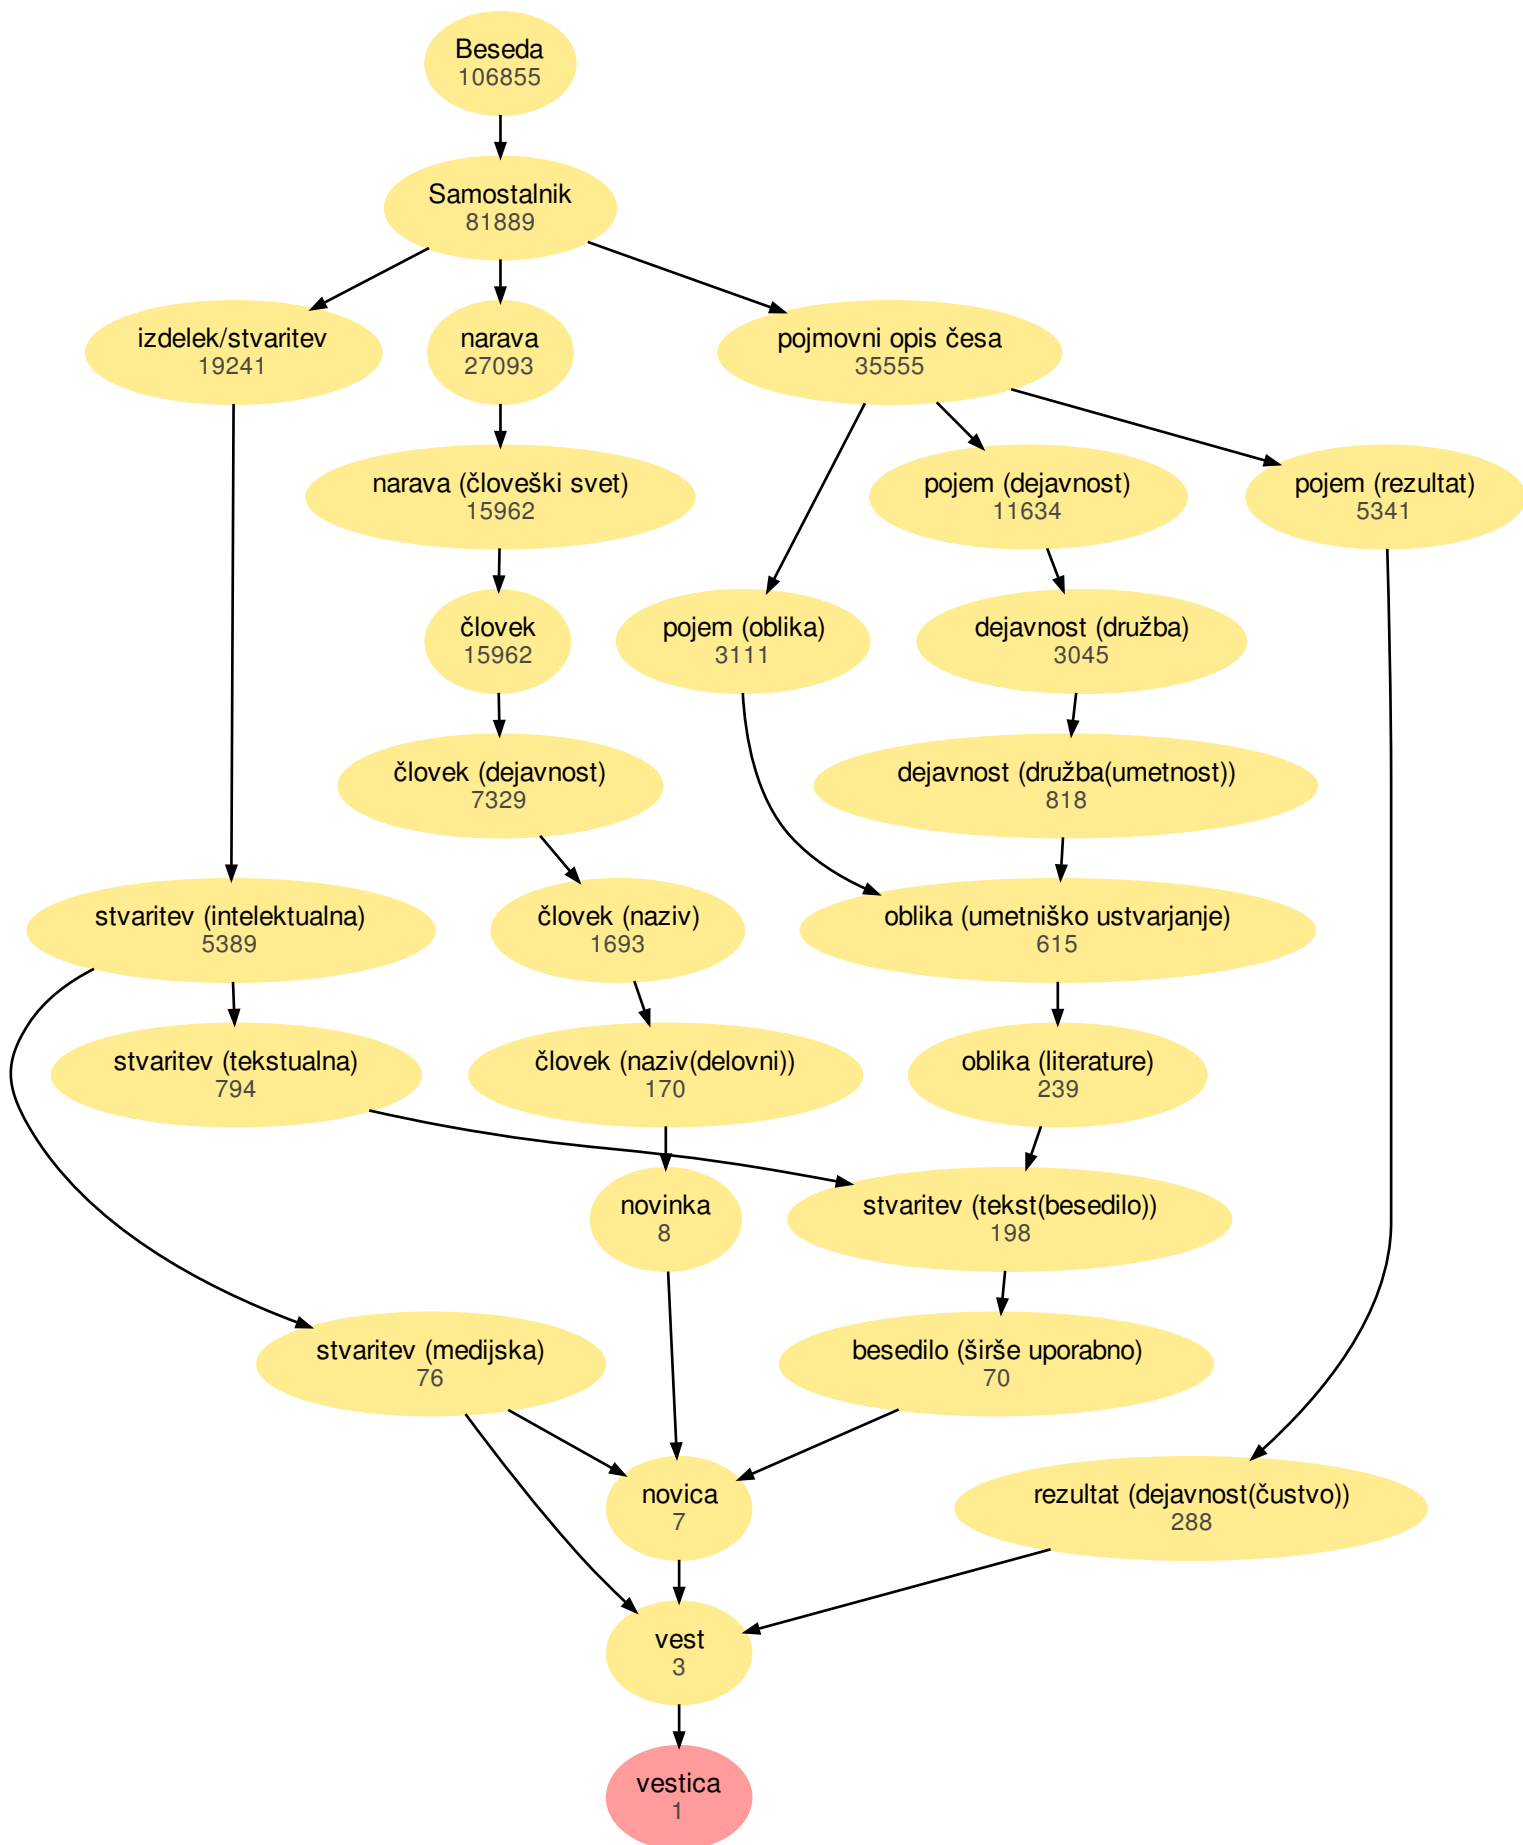 Beseda
106855
Samostalnik
81889
izdelek/stvaritev
19241
narava
27093
pojmovni opis česa
35555
narava (človeški svet)
15962
pojem (dejavnost)
11634
pojem (rezultat)
5341
človek
15962
pojem (oblika)
3111
dejavnost (družba)
3045
človek (dejavnost)
7329
dejavnost (družba(umetnost))
818
stvaritev (intelektualna)
5389
človek (naziv)
1693
oblika (umetniško ustvarjanje)
615
stvaritev (tekstualna)
794
človek (naziv(delovni))
170
oblika (literature)
239
novinka
8
stvaritev (tekst(besedilo))
198
stvaritev (medijska)
76
besedilo (širše uporabno)
70
novica
7
rezultat (dejavnost(čustvo))
288
vest
3
vestica
1